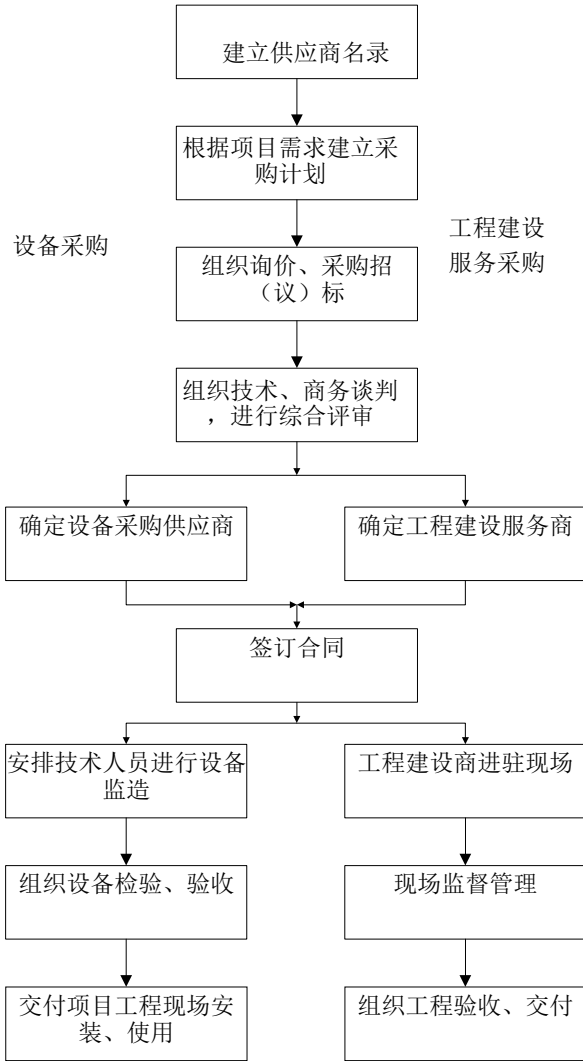 建立供应商名录
根据项目需求建立采
购计划
设备采购
工程建设
服务采购
组织询价、采购招
（议）标
组织技术、商务谈判
，进行综合评审
确定设备采购供应商
确定工程建设服务商
签订合同
安排技术人员进行设备
监造
工程建设商进驻现场
组织设备检验、验收
现场监督管理
交付项目工程现场安
装、使用
组织工程验收、交付